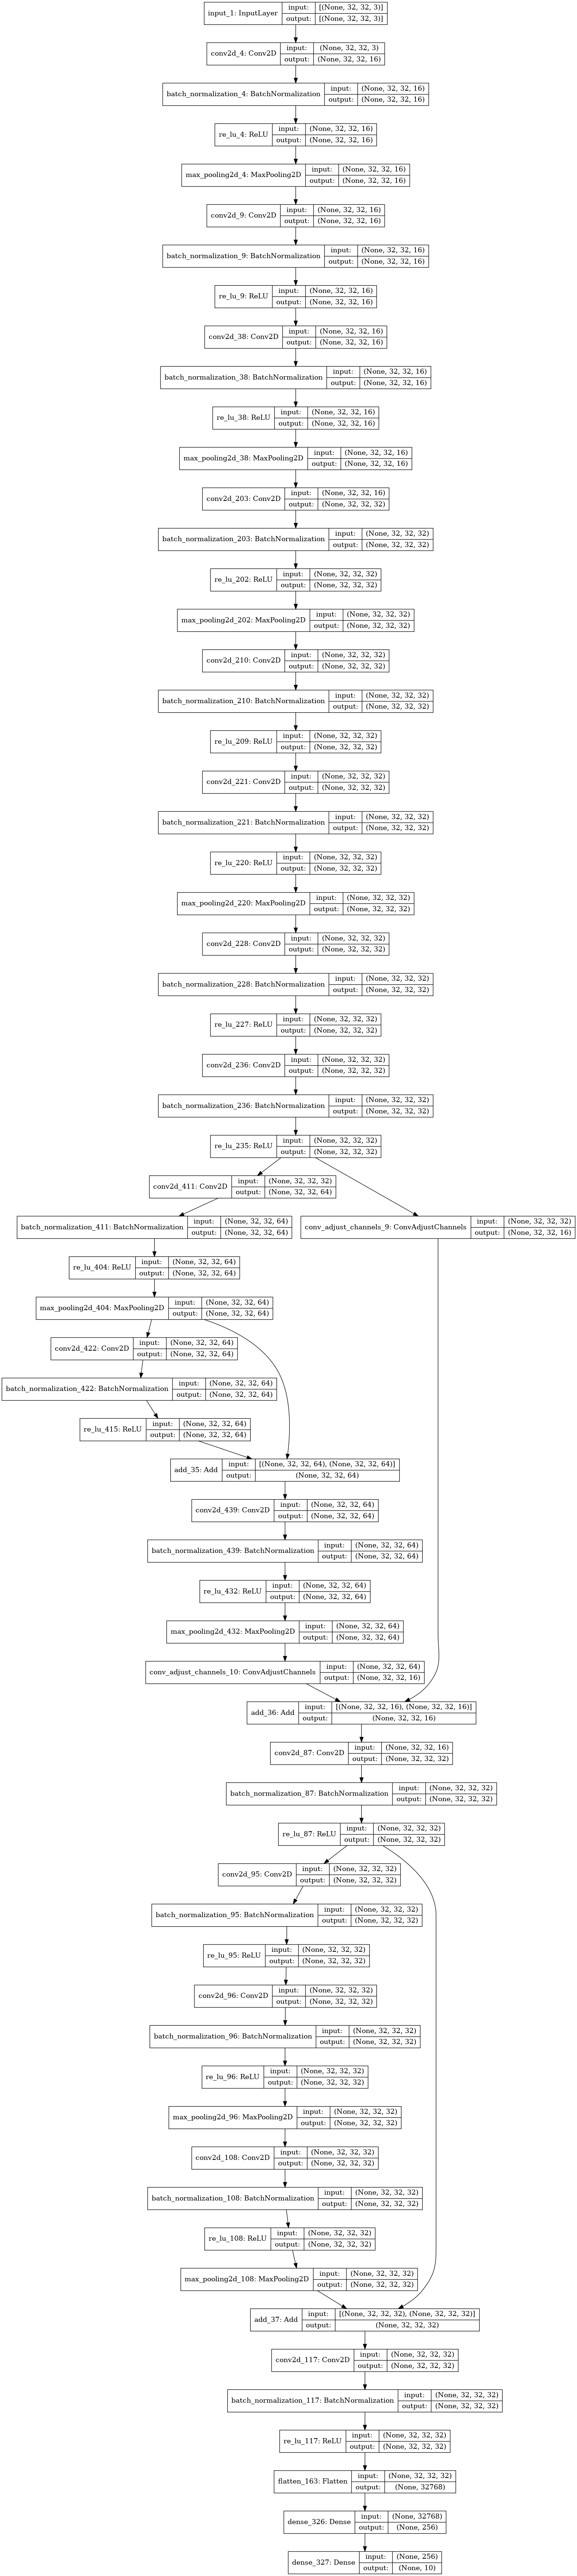 input_1: InputLayer input: [(None, 32, 32, 3)]
output: [(None, 32, 32, 3)]
conv2d_4: Conv2D input: (None, 32, 32, 3)
output: (None, 32, 32, 16)
batch_normalization_4: BatchNormalization input: (None, 32, 32, 16)
output: (None, 32, 32, 16)
re_lu_4: ReLU input: (None, 32, 32, 16)
output: (None, 32, 32, 16)
max_pooling2d_4: MaxPooling2D input: (None, 32, 32, 16)
output: (None, 32, 32, 16)
conv2d_9: Conv2D input: (None, 32, 32, 16)
output: (None, 32, 32, 16)
batch_normalization_9: BatchNormalization input: (None, 32, 32, 16)
output: (None, 32, 32, 16)
re_lu_9: ReLU input: (None, 32, 32, 16)
output: (None, 32, 32, 16)
conv2d_38: Conv2D input: (None, 32, 32, 16)
output: (None, 32, 32, 16)
batch_normalization_38: BatchNormalization input: (None, 32, 32, 16)
output: (None, 32, 32, 16)
re_lu_38: ReLU input: (None, 32, 32, 16)
output: (None, 32, 32, 16)
max_pooling2d_38: MaxPooling2D input: (None, 32, 32, 16)
output: (None, 32, 32, 16)
conv2d_203: Conv2D input: (None, 32, 32, 16)
output: (None, 32, 32, 32)
batch_normalization_203: BatchNormalization input: (None, 32, 32, 32)
output: (None, 32, 32, 32)
re_lu_202: ReLU input: (None, 32, 32, 32)
output: (None, 32, 32, 32)
max_pooling2d_202: MaxPooling2D input: (None, 32, 32, 32)
output: (None, 32, 32, 32)
conv2d_210: Conv2D input: (None, 32, 32, 32)
output: (None, 32, 32, 32)
batch_normalization_210: BatchNormalization input: (None, 32, 32, 32)
output: (None, 32, 32, 32)
re_lu_209: ReLU input: (None, 32, 32, 32)
output: (None, 32, 32, 32)
conv2d_221: Conv2D input: (None, 32, 32, 32)
output: (None, 32, 32, 32)
batch_normalization_221: BatchNormalization input: (None, 32, 32, 32)
output: (None, 32, 32, 32)
re_lu_220: ReLU input: (None, 32, 32, 32)
output: (None, 32, 32, 32)
max_pooling2d_220: MaxPooling2D input: (None, 32, 32, 32)
output: (None, 32, 32, 32)
conv2d_228: Conv2D input: (None, 32, 32, 32)
output: (None, 32, 32, 32)
batch_normalization_228: BatchNormalization input: (None, 32, 32, 32)
output: (None, 32, 32, 32)
re_lu_227: ReLU input: (None, 32, 32, 32)
output: (None, 32, 32, 32)
conv2d_236: Conv2D input: (None, 32, 32, 32)
output: (None, 32, 32, 32)
batch_normalization_236: BatchNormalization input: (None, 32, 32, 32)
output: (None, 32, 32, 32)
re_lu_235: ReLU input: (None, 32, 32, 32)
output: (None, 32, 32, 32)
conv2d_411: Conv2D input: (None, 32, 32, 32)
output: (None, 32, 32, 64)
batch_normalization_411: BatchNormalization input: (None, 32, 32, 64)
output: (None, 32, 32, 64)
conv_adjust_channels_9: ConvAdjustChannels input: (None, 32, 32, 32)
output: (None, 32, 32, 16)
re_lu_404: ReLU input: (None, 32, 32, 64)
output: (None, 32, 32, 64)
max_pooling2d_404: MaxPooling2D input: (None, 32, 32, 64)
output: (None, 32, 32, 64)
conv2d_422: Conv2D input: (None, 32, 32, 64)
output: (None, 32, 32, 64)
batch_normalization_422: BatchNormalization input: (None, 32, 32, 64)
output: (None, 32, 32, 64)
re_lu_415: ReLU input: (None, 32, 32, 64)
output: (None, 32, 32, 64)
add_35: Add input: [(None, 32, 32, 64), (None, 32, 32, 64)]
output: (None, 32, 32, 64)
conv2d_439: Conv2D input: (None, 32, 32, 64)
output: (None, 32, 32, 64)
batch_normalization_439: BatchNormalization input: (None, 32, 32, 64)
output: (None, 32, 32, 64)
re_lu_432: ReLU input: (None, 32, 32, 64)
output: (None, 32, 32, 64)
max_pooling2d_432: MaxPooling2D input: (None, 32, 32, 64)
output: (None, 32, 32, 64)
conv_adjust_channels_10: ConvAdjustChannels input: (None, 32, 32, 64)
output: (None, 32, 32, 16)
add_36: Add input: [(None, 32, 32, 16), (None, 32, 32, 16)]
output: (None, 32, 32, 16)
conv2d_87: Conv2D input: (None, 32, 32, 16)
output: (None, 32, 32, 32)
batch_normalization_87: BatchNormalization input: (None, 32, 32, 32)
output: (None, 32, 32, 32)
re_lu_87: ReLU input: (None, 32, 32, 32)
output: (None, 32, 32, 32)
conv2d_95: Conv2D input: (None, 32, 32, 32)
output: (None, 32, 32, 32)
batch_normalization_95: BatchNormalization input: (None, 32, 32, 32)
output: (None, 32, 32, 32)
re_lu_95: ReLU input: (None, 32, 32, 32)
output: (None, 32, 32, 32)
conv2d_96: Conv2D input: (None, 32, 32, 32)
output: (None, 32, 32, 32)
batch_normalization_96: BatchNormalization input: (None, 32, 32, 32)
output: (None, 32, 32, 32)
re_lu_96: ReLU input: (None, 32, 32, 32)
output: (None, 32, 32, 32)
max_pooling2d_96: MaxPooling2D input: (None, 32, 32, 32)
output: (None, 32, 32, 32)
conv2d_108: Conv2D input: (None, 32, 32, 32)
output: (None, 32, 32, 32)
batch_normalization_108: BatchNormalization input: (None, 32, 32, 32)
output: (None, 32, 32, 32)
re_lu_108: ReLU input: (None, 32, 32, 32)
output: (None, 32, 32, 32)
max_pooling2d_108: MaxPooling2D input: (None, 32, 32, 32)
output: (None, 32, 32, 32)
add_37: Add input: [(None, 32, 32, 32), (None, 32, 32, 32)]
output: (None, 32, 32, 32)
conv2d_117: Conv2D input: (None, 32, 32, 32)
output: (None, 32, 32, 32)
batch_normalization_117: BatchNormalization input: (None, 32, 32, 32)
output: (None, 32, 32, 32)
re_lu_117: ReLU input: (None, 32, 32, 32)
output: (None, 32, 32, 32)
flatten_163: Flatten input: (None, 32, 32, 32)
output: (None, 32768)
dense_326: Dense input: (None, 32768)
output: (None, 256)
dense_327: Dense input: (None, 256)
output: (None, 10)